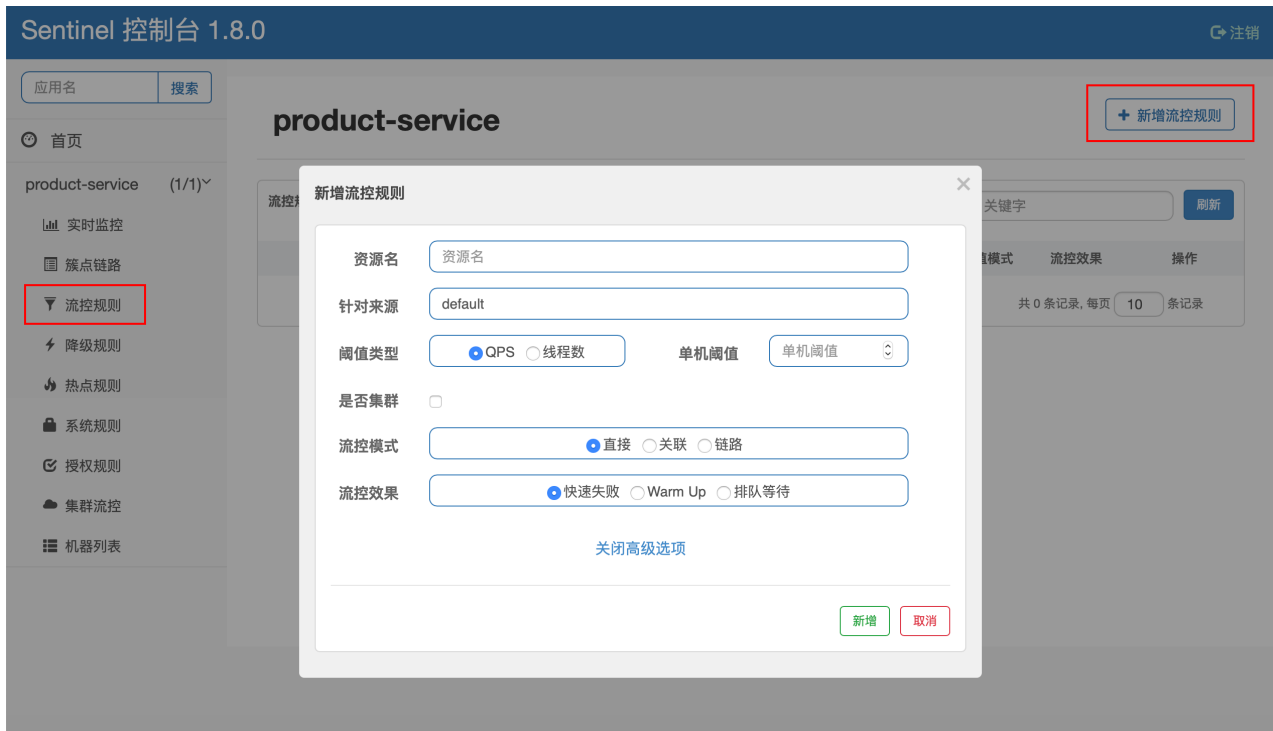 Sentinel 控制台 1.8.0
注销
应用名 搜索
首页
product-service (1/1)
实时监控
簇点链路
流控规则
降级规则
热点规则
系统规则
授权规则
集群流控
机器列表
product-service
新增流控规则
流控
关键字 刷新
值模式 流控效果 操作
共 0 条记录, 每页 10 条记录
新增流控规则
资源名 资源名
针对来源 default
阈值类型 QPS 线程数 单机阈值 单机阈值
是否集群
流控模式 直接 关联 链路
流控效果 快速失败 Warm Up 排队等待
关闭高级选项
新增 取消